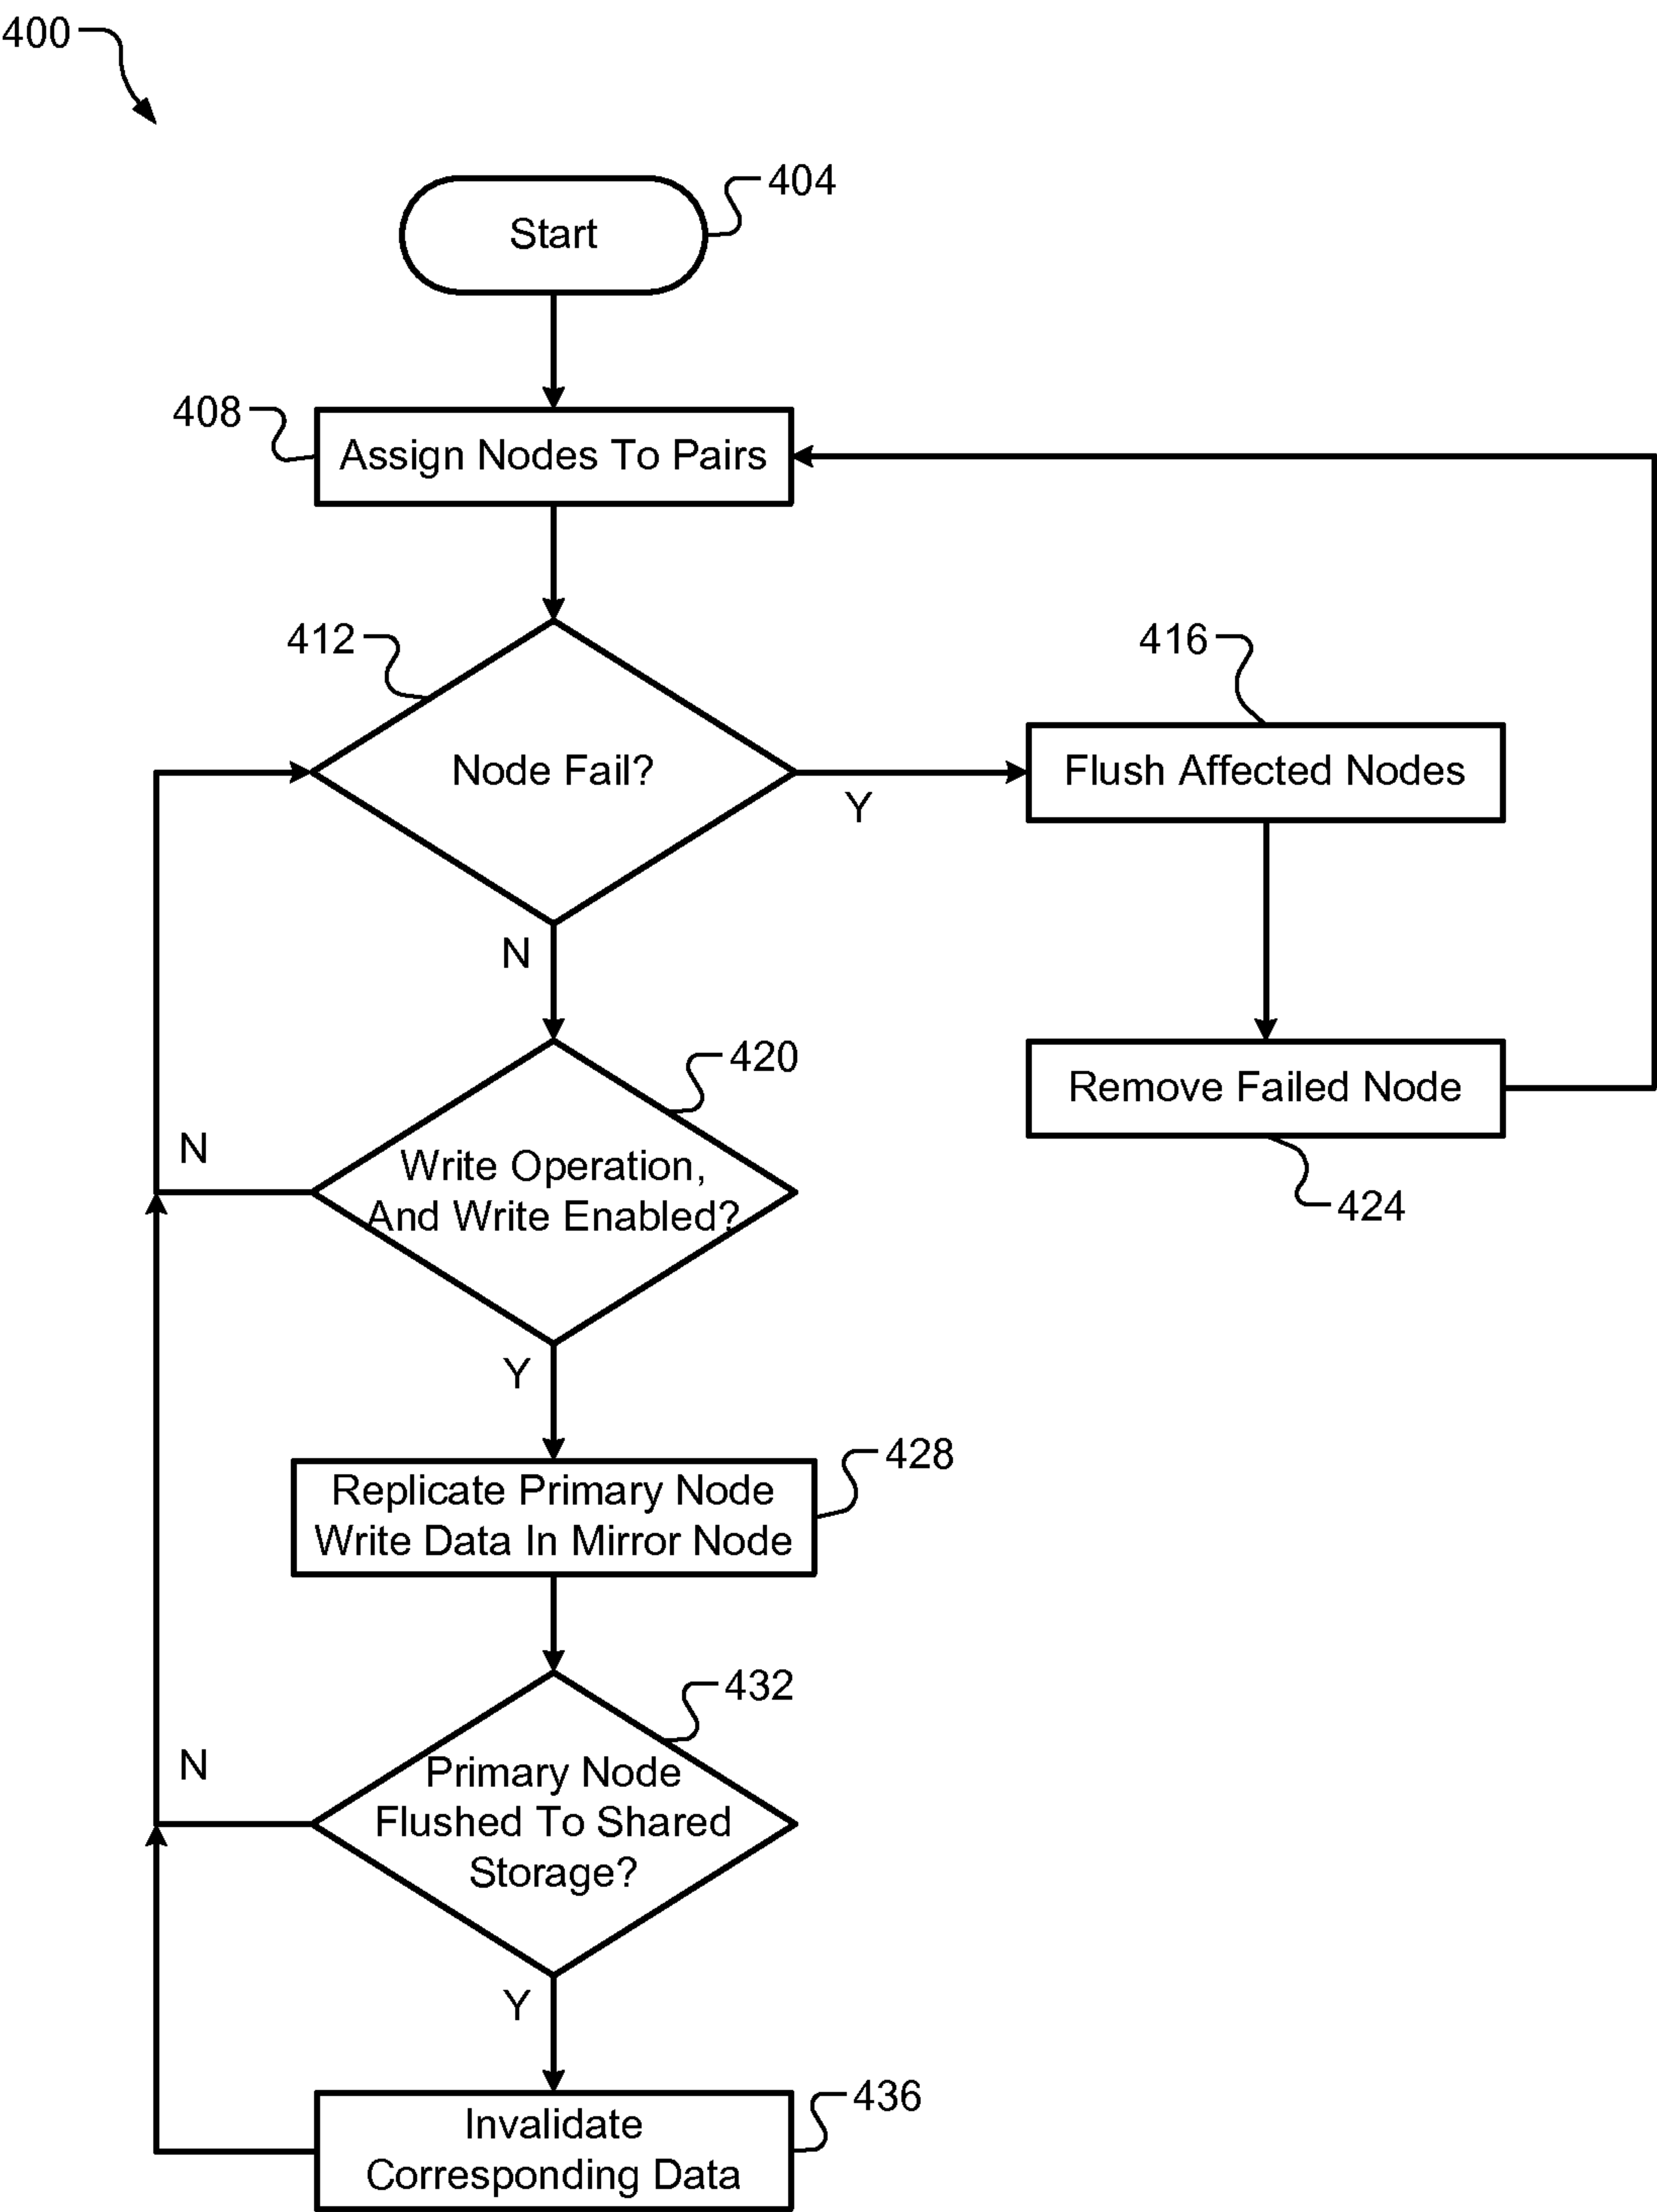 400
404
Start
408
Assign Nodes To Pairs
412
416
Node Fail?
Flush Affected Nodes
Y
N
420
Remove Failed Node
N
Write Operation,
And Write Enabled?
424
Y
428
Replicate Primary Node
Write Data In Mirror Node
432
N
Primary Node
Flushed To Shared
Storage?
Y
436
Invalidate
Corresponding Data